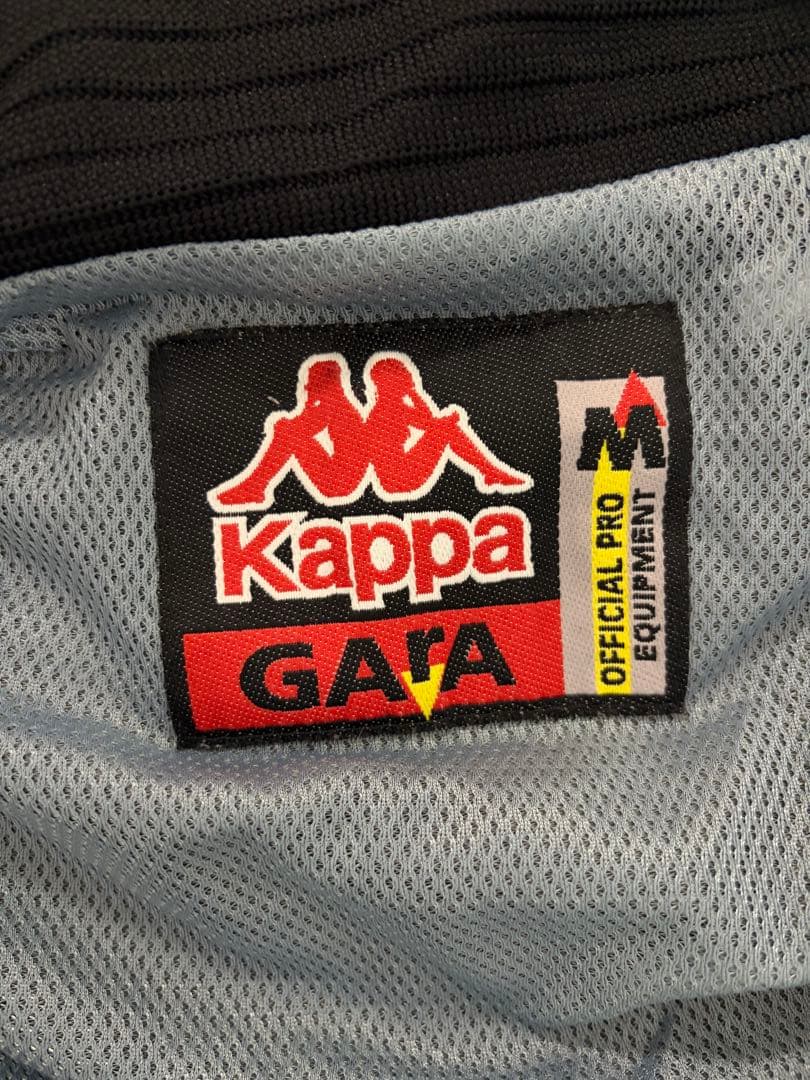 Kappa
GArA
M
OFFICIAL PRO
EQUIPMENT